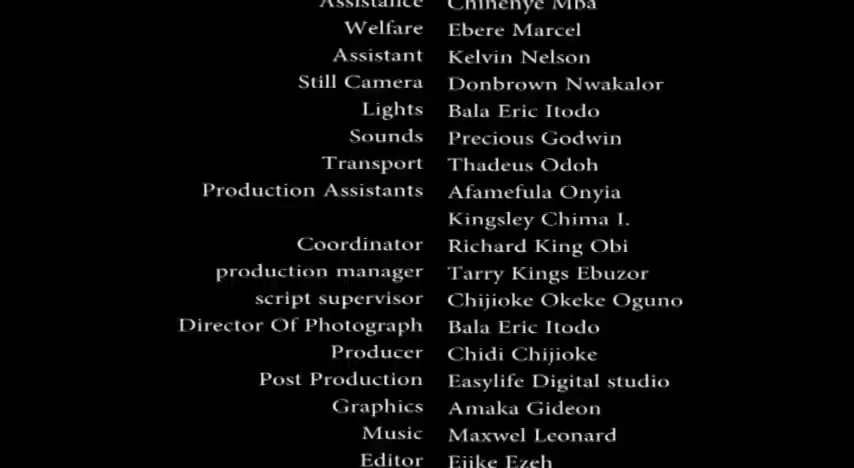 Assistance Chinenye Mba
Welfare Ebere Marcel
Assistant Kelvin Nelson
Still Camera Donbrown Nwakalor
Lights Bala Eric Itodo
Sounds Precious Godwin
Transport Thadeus Odoh
Production Assistants Afamefula Onyia
Kingsley Chima I.
Coordinator Richard King Obi
production manager Tarry Kings Ebuzor
script supervisor Chijioke Okeke Oguno
Director Of Photograph Bala Eric Itodo
Producer Chidi Chijioke
Post Production Easylife Digital studio
Graphics Amaka Gideon
Music Maxwel Leonard
Editor Ejike Ezeh